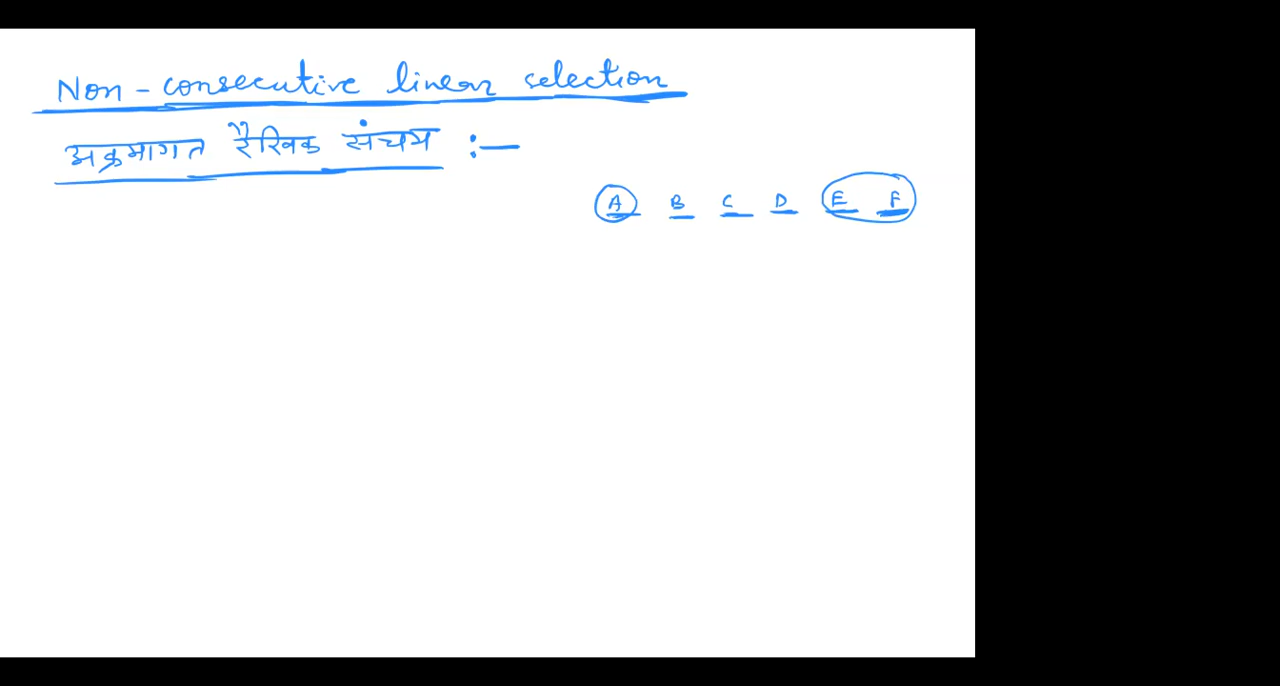 Non-consecutive linear selection
अक्रमागत रैखिक संचय :—
A B C D E F